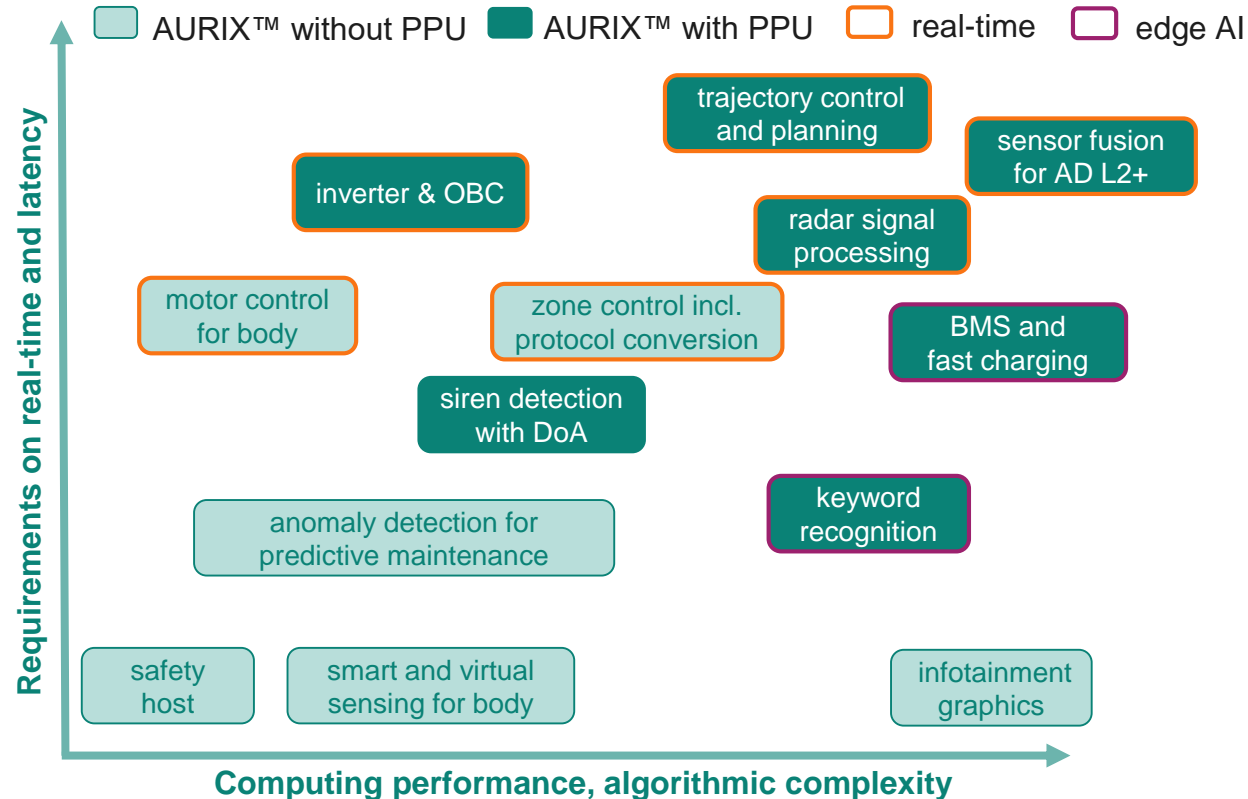 AURIX™ without PPU
AURIX™ with PPU
real-time
edge AI
Requirements on real-time and latency
trajectory control
and planning
sensor fusion
for AD L2+
inverter & OBC
radar signal
processing
motor control
for body
zone control incl.
protocol conversion
BMS and
fast charging
siren detection
with DoA
keyword
recognition
anomaly detection for
predictive maintenance
safety
host
smart and virtual
sensing for body
infotainment
graphics
Computing performance, algorithmic complexity